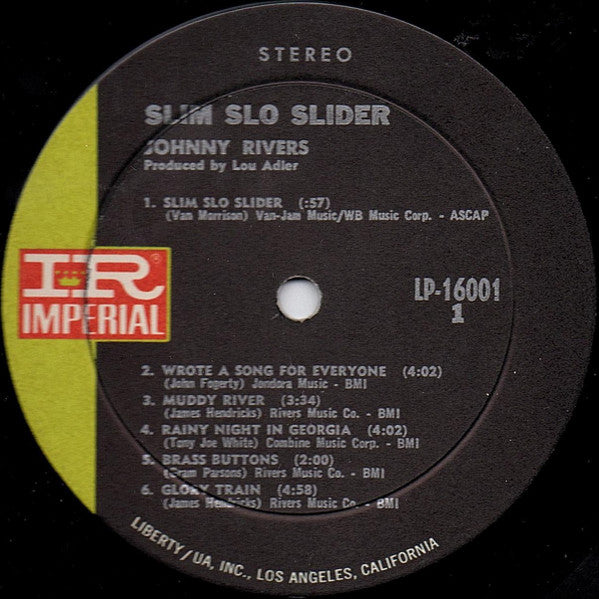 STEREO
SLIM SLO SLIDER
JOHNNY RIVERS
Produced by Lou Adler
1. SLIM SLO SLIDER (:57)
(Van Morrison) Van-Jam Music/WB Music Corp. - ASCAP
IR®
IMPERIAL
LP-16001
1
2. WROTE A SONG FOR EVERYONE (4:02)
(John Fogerty) Jondora Music - BMI
3. MUDDY RIVER (3:34)
(James Hendricks) Rivers Music Co. - BMI
4. RAINY NIGHT IN GEORGIA (4:02)
(Tony Joe White) Combine Music Corp. - BMI
5. BRASS BUTTONS (2:00)
(Gram Parsons) Rivers Music Co. - BMI
6. GLORY TRAIN (4:58)
(James Hendricks) Rivers Music Co. - BMI
LIBERTY/UA, INC., LOS ANGELES, CALIFORNIA